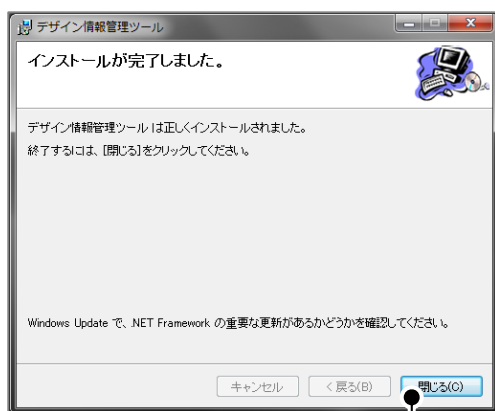 デザイン情報管理ツール
インストールが完了しました。
デザイン情報管理ツール は正しくインストールされました。
終了するには、[閉じる]をクリックしてください。
Windows Update で、.NET Framework の重要な更新があるかどうかを確認してください。
キャンセル
< 戻る(B)
閉じる(C)